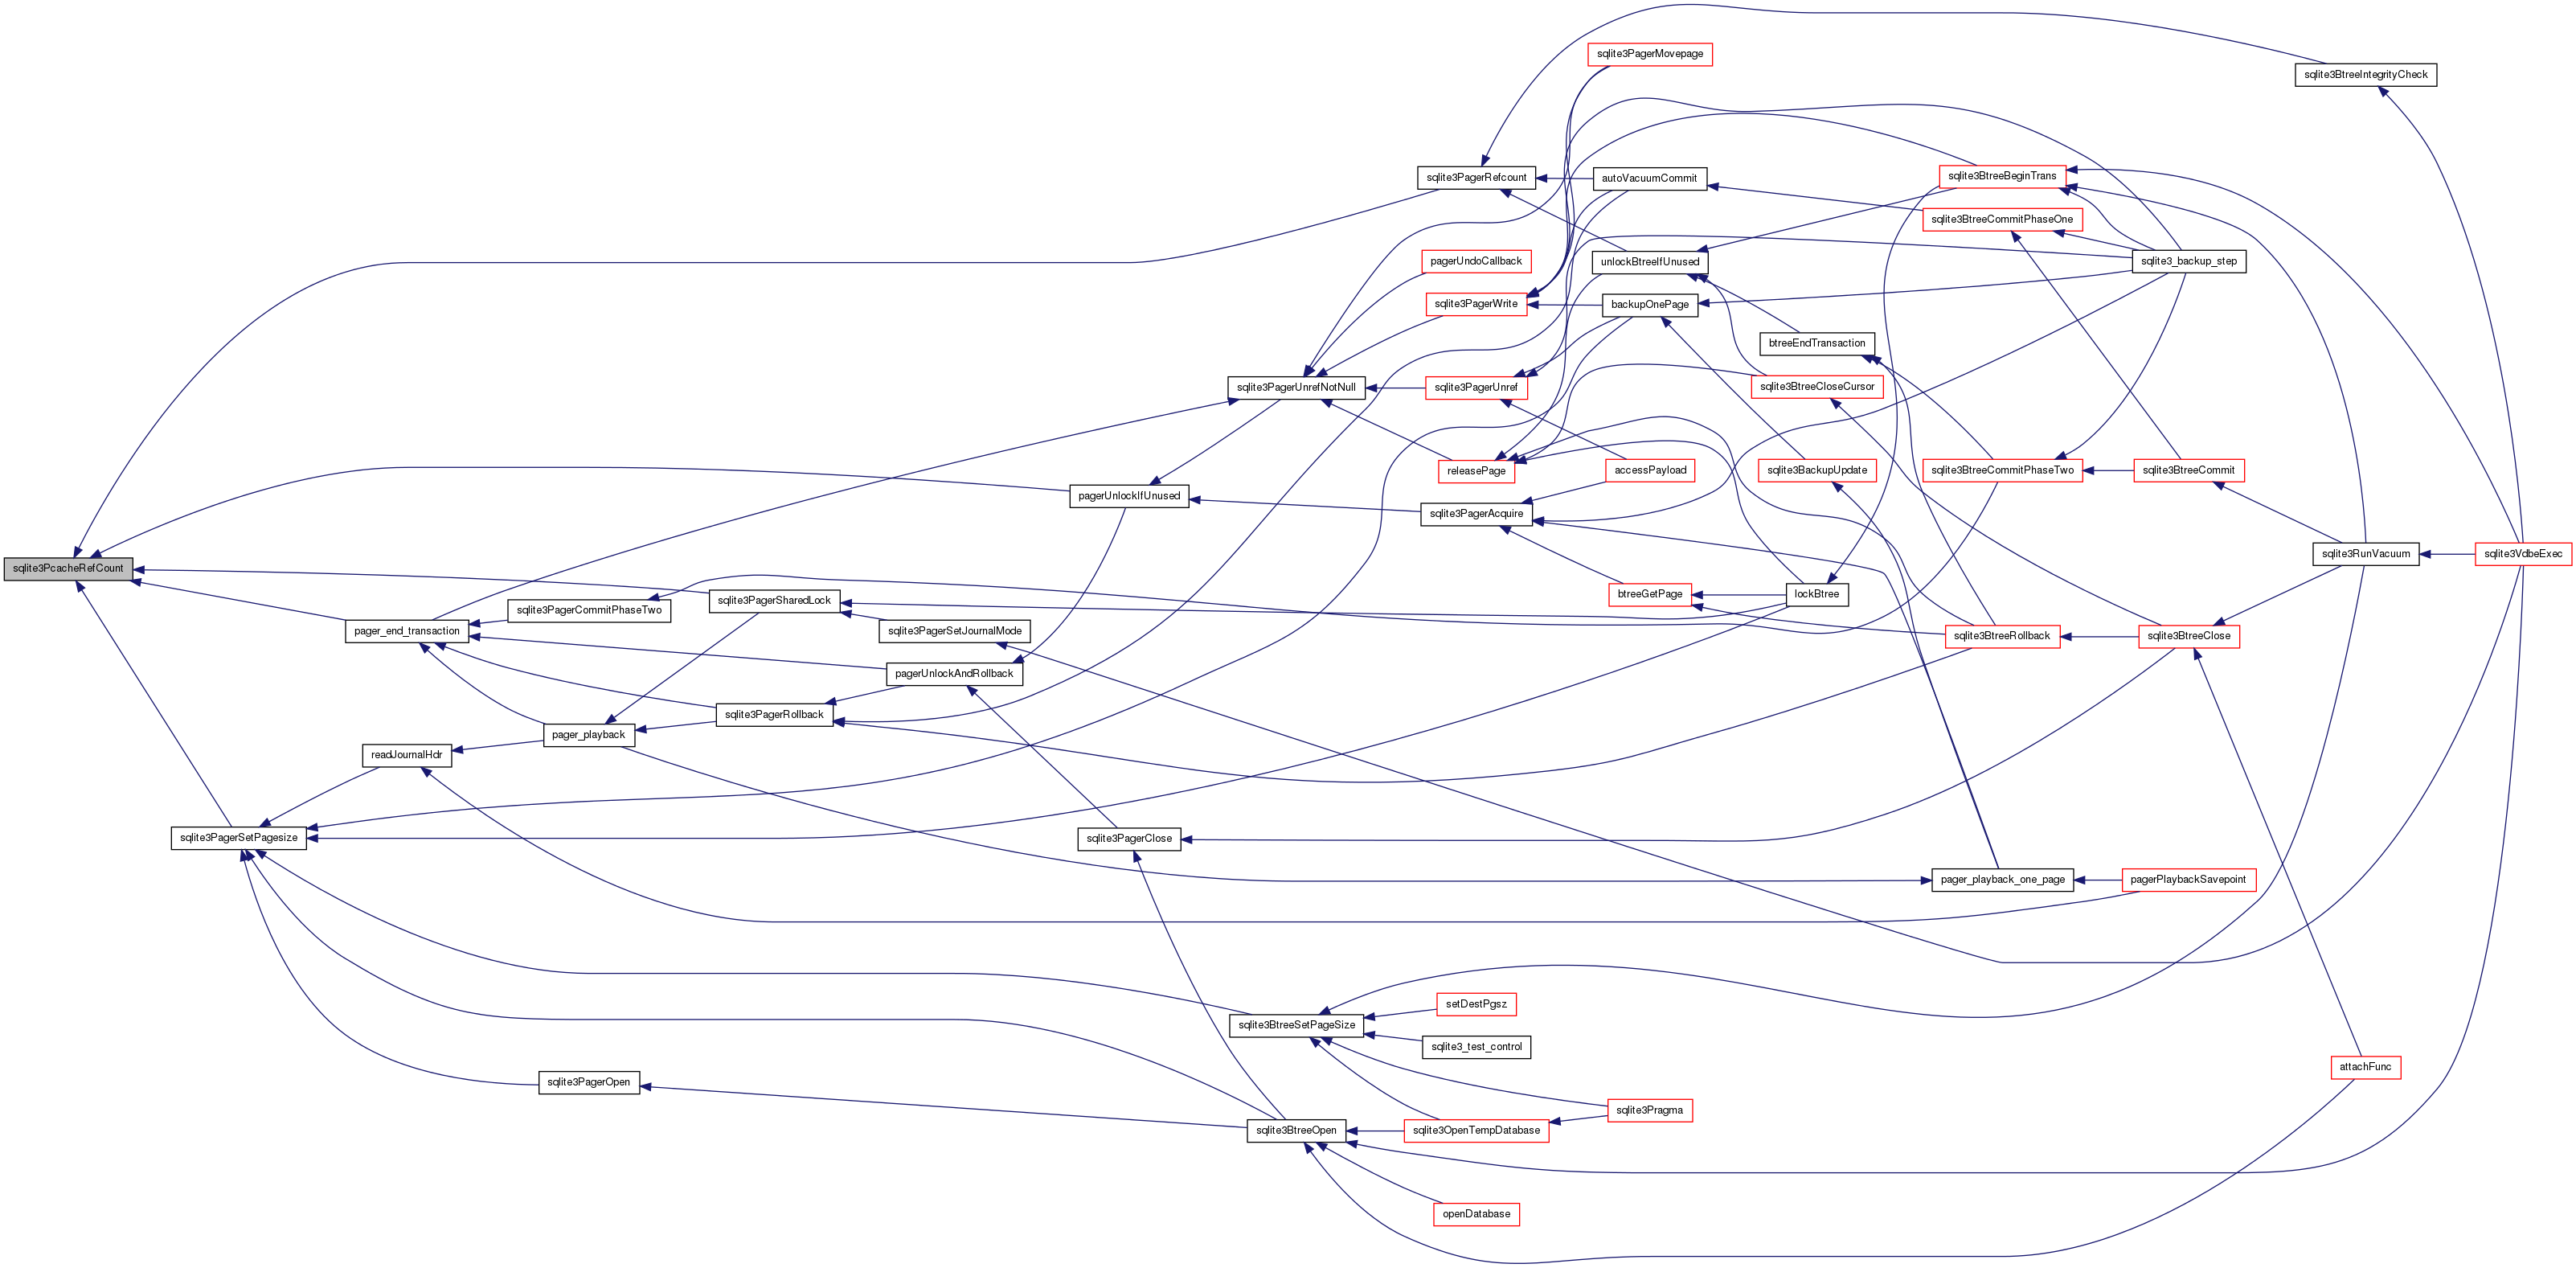 sqlite3PagerMovepage
sqlite3BtreeIntegrityCheck
sqlite3PagerRefcount
autoVacuumCommit
sqlite3BtreeBeginTrans
sqlite3BtreeCommitPhaseOne
pagerUndoCallback
unlockBtreeIfUnused
sqlite3_backup_step
sqlite3PagerWrite
backupOnePage
btreeEndTransaction
sqlite3PagerUnrefNotNull
sqlite3PagerUnref
sqlite3BtreeCloseCursor
releasePage
accessPayload
sqlite3BackupUpdate
sqlite3BtreeCommitPhaseTwo
sqlite3BtreeCommit
pagerUnlockIfUnused
sqlite3PagerAcquire
sqlite3RunVacuum
sqlite3VdbeExec
sqlite3PcacheRefCount
sqlite3PagerCommitPhaseTwo
sqlite3PagerSharedLock
btreeGetPage
lockBtree
pager_end_transaction
sqlite3PagerSetJournalMode
sqlite3BtreeRollback
sqlite3BtreeClose
pagerUnlockAndRollback
sqlite3PagerRollback
pager_playback
readJournalHdr
sqlite3PagerSetPagesize
sqlite3PagerClose
pager_playback_one_page
pagerPlaybackSavepoint
setDestPgsz
sqlite3BtreeSetPageSize
sqlite3_test_control
attachFunc
sqlite3PagerOpen
sqlite3Pragma
sqlite3BtreeOpen
sqlite3OpenTempDatabase
openDatabase